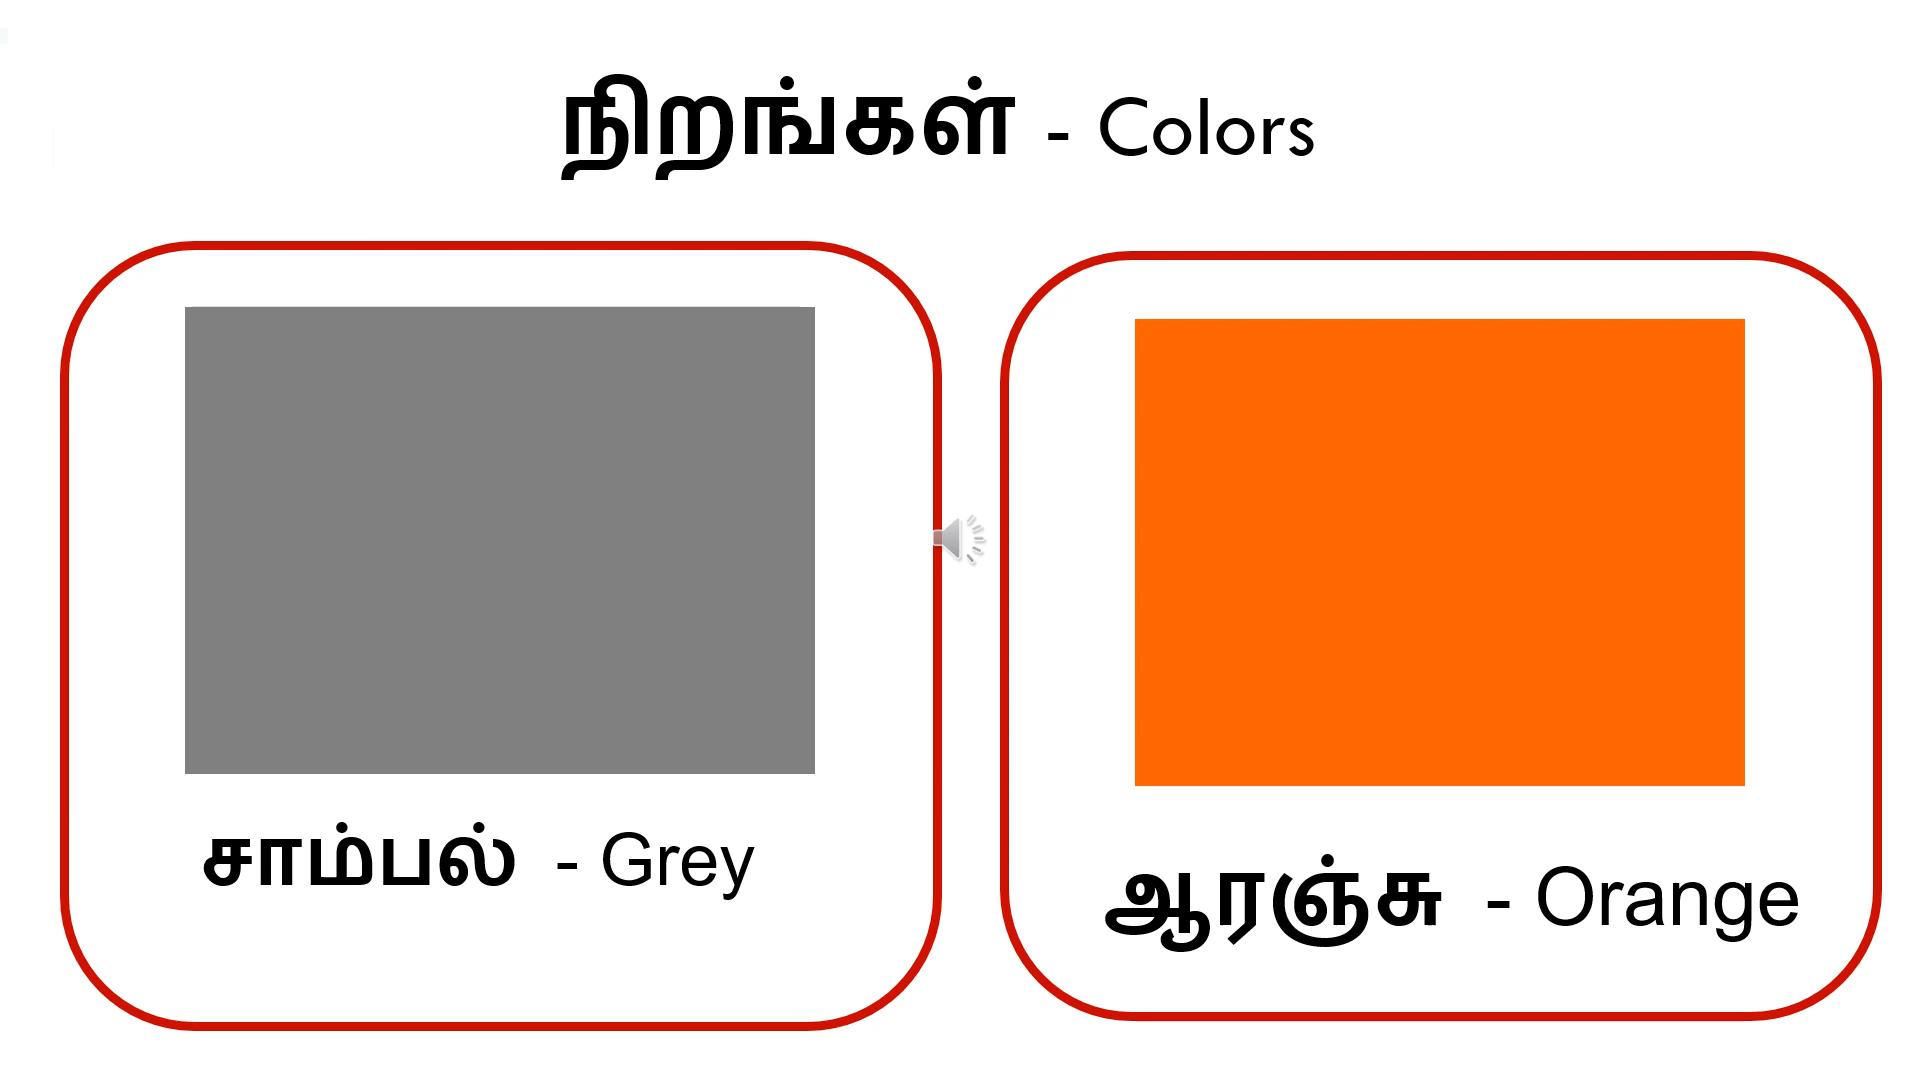 நிறங்கள் - Colors
சாம்பல் - Grey
ஆரஞ்சு - Orange